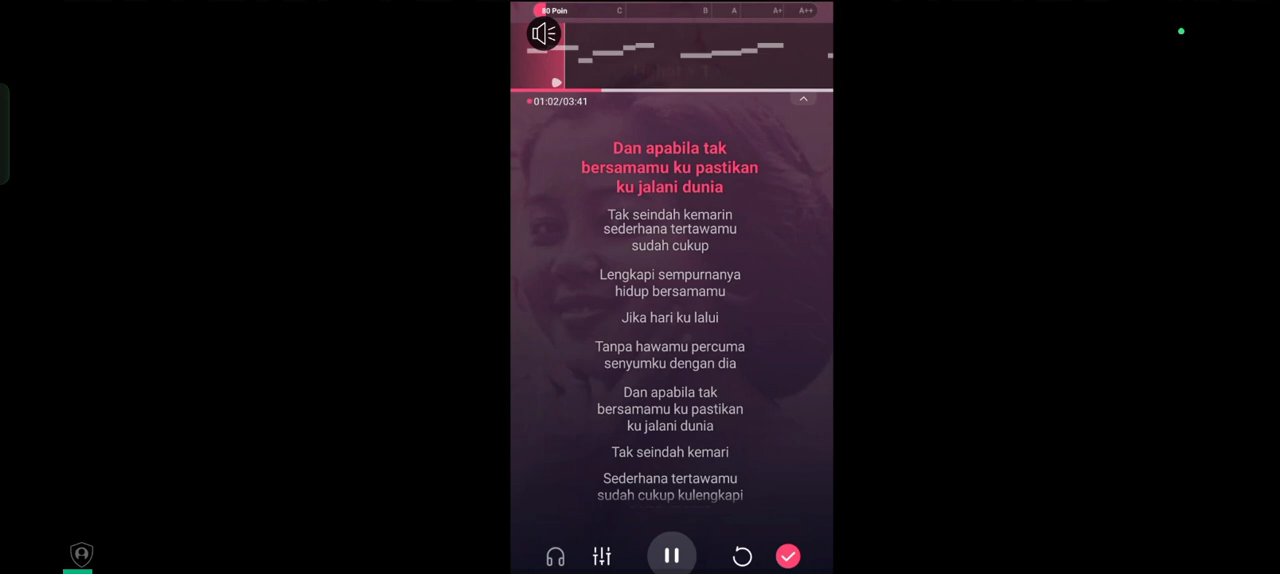 80 Poin C B A A+ A++
01:02/03:41
Dan apabila tak
bersamamu ku pastikan
ku jalani dunia
Tak seindah kemarin
sederhana tertawamu
sudah cukup
Lengkapi sempurnanya
hidup bersamamu
Jika hari ku lalui
Tanpa hawamu percuma
senyumku dengan dia
Dan apabila tak
bersamamu ku pastikan
ku jalani dunia
Tak seindah kemari
Sederhana tertawamu
sudah cukup kulengkapi